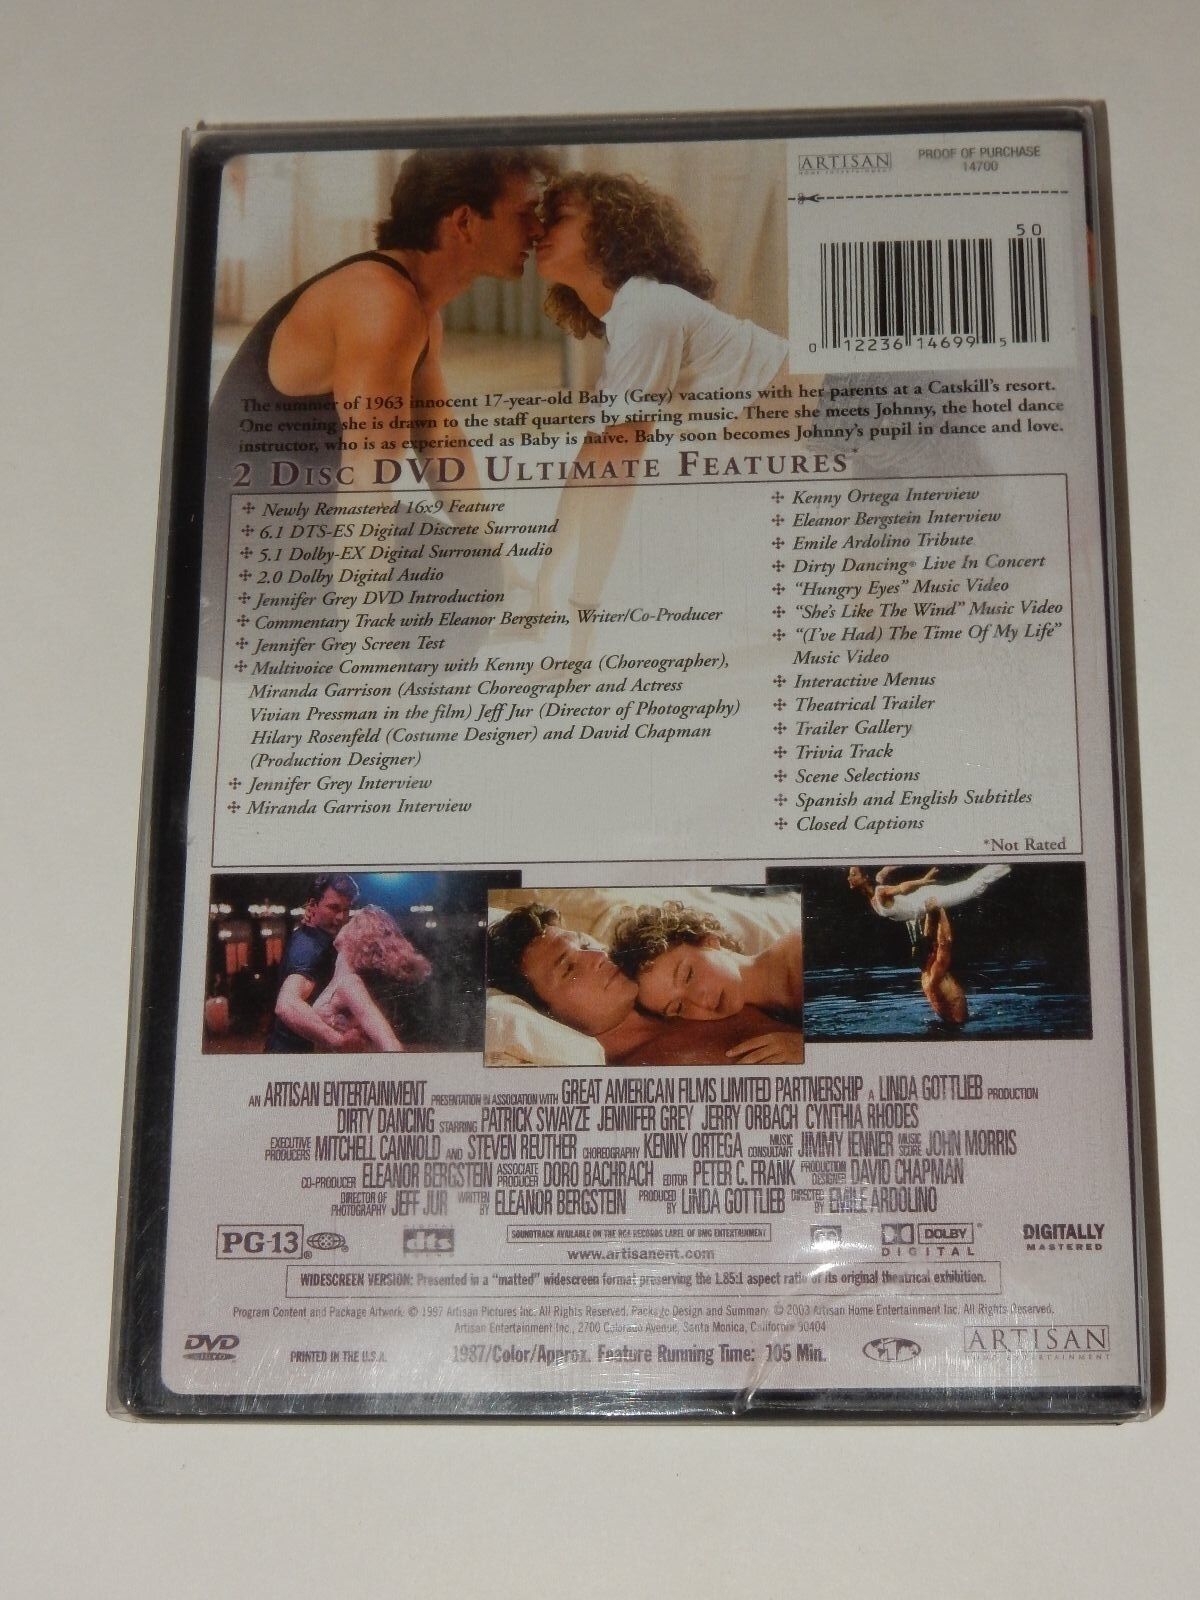 ARTISAN
HOME ENTERTAINMENT
PROOF OF PURCHASE
14700
50
0 12236 14699 5
The summer of 1963 innocent 17-year-old Baby (Grey) vacations with her parents at a Catskill's resort.
One evening she is drawn to the staff quarters by stirring music. There she meets Johnny, the hotel dance
instructor, who is as experienced as Baby is naïve. Baby soon becomes Johnny's pupil in dance and love.
2 DISC DVD ULTIMATE FEATURES*
Newly Remastered 16x9 Feature
6.1 DTS-ES Digital Discrete Surround
5.1 Dolby-EX Digital Surround Audio
2.0 Dolby Digital Audio
Jennifer Grey DVD Introduction
Commentary Track with Eleanor Bergstein, Writer/Co-Producer
Jennifer Grey Screen Test
Multivoice Commentary with Kenny Ortega (Choreographer),
Miranda Garrison (Assistant Choreographer and Actress
Vivian Pressman in the film) Jeff Jur (Director of Photography)
Hilary Rosenfeld (Costume Designer) and David Chapman
(Production Designer)
Jennifer Grey Interview
Miranda Garrison Interview
Kenny Ortega Interview
Eleanor Bergstein Interview
Emile Ardolino Tribute
Dirty Dancing® Live In Concert
"Hungry Eyes" Music Video
"She's Like The Wind" Music Video
"(I've Had) The Time Of My Life"
Music Video
Interactive Menus
Theatrical Trailer
Trailer Gallery
Trivia Track
Scene Selections
Spanish and English Subtitles
Closed Captions
*Not Rated
AN ARTISAN ENTERTAINMENT PRESENTATION IN ASSOCIATION WITH GREAT AMERICAN FILMS LIMITED PARTNERSHIP A LINDA GOTTLIEB PRODUCTION
DIRTY DANCING STARRING PATRICK SWAYZE JENNIFER GREY JERRY ORBACH CYNTHIA RHODES
EXECUTIVE PRODUCERS MITCHELL CANNOLD AND STEVEN REUTHER CHOREOGRAPHY KENNY ORTEGA MUSIC CONSULTANT JIMMY IENNER MUSIC SCORE JOHN MORRIS
CO-PRODUCER ELEANOR BERGSTEIN ASSOCIATE PRODUCER DORO BACHRACH EDITOR PETER C. FRANK PRODUCTION DESIGNER DAVID CHAPMAN
DIRECTOR OF PHOTOGRAPHY JEFF JUR WRITTEN BY ELEANOR BERGSTEIN PRODUCED BY LINDA GOTTLIEB DIRECTED BY EMILE ARDOLINO
PG-13®
DIGITAL dts
SOUNDTRACK AVAILABLE ON THE RCA RECORDS LABEL OF BMG ENTERTAINMENT
www.artisanent.com
DOLBY® DIGITAL
DIGITALLY MASTERED
WIDESCREEN VERSION: Presented in a "matted" widescreen format preserving the 1.85:1 aspect ratio of its original theatrical exhibition.
Program Content and Package Artwork © 1997 Artisan Pictures Inc. All Rights Reserved. Package Design and Summary © 2003 Artisan Home Entertainment Inc. All Rights Reserved.
Artisan Entertainment Inc., 2700 Colorado Avenue, Santa Monica, California 90404
DVD VIDEO
PRINTED IN THE U.S.A.
1987/Color/Approx. Feature Running Time: 105 Min.
ARTISAN
HOME ENTERTAINMENT